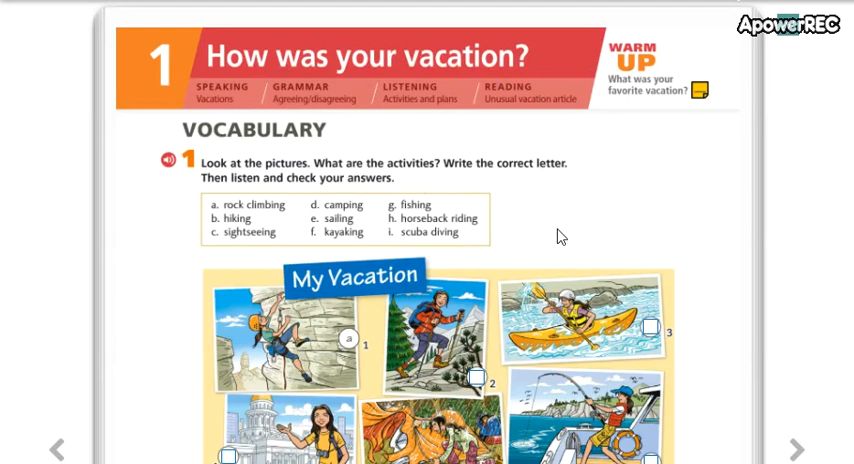 ApowerREC
1 How was your vacation?
WARM
UP
What was your
favorite vacation?
SPEAKING
Vacations
GRAMMAR
Agreeing/disagreeing
LISTENING
Activities and plans
READING
Unusual vacation article
VOCABULARY
1 Look at the pictures. What are the activities? Write the correct letter.
Then listen and check your answers.
a. rock climbing
b. hiking
c. sightseeing
d. camping
e. sailing
f. kayaking
g. fishing
h. horseback riding
i. scuba diving
My Vacation
a 1
2
3